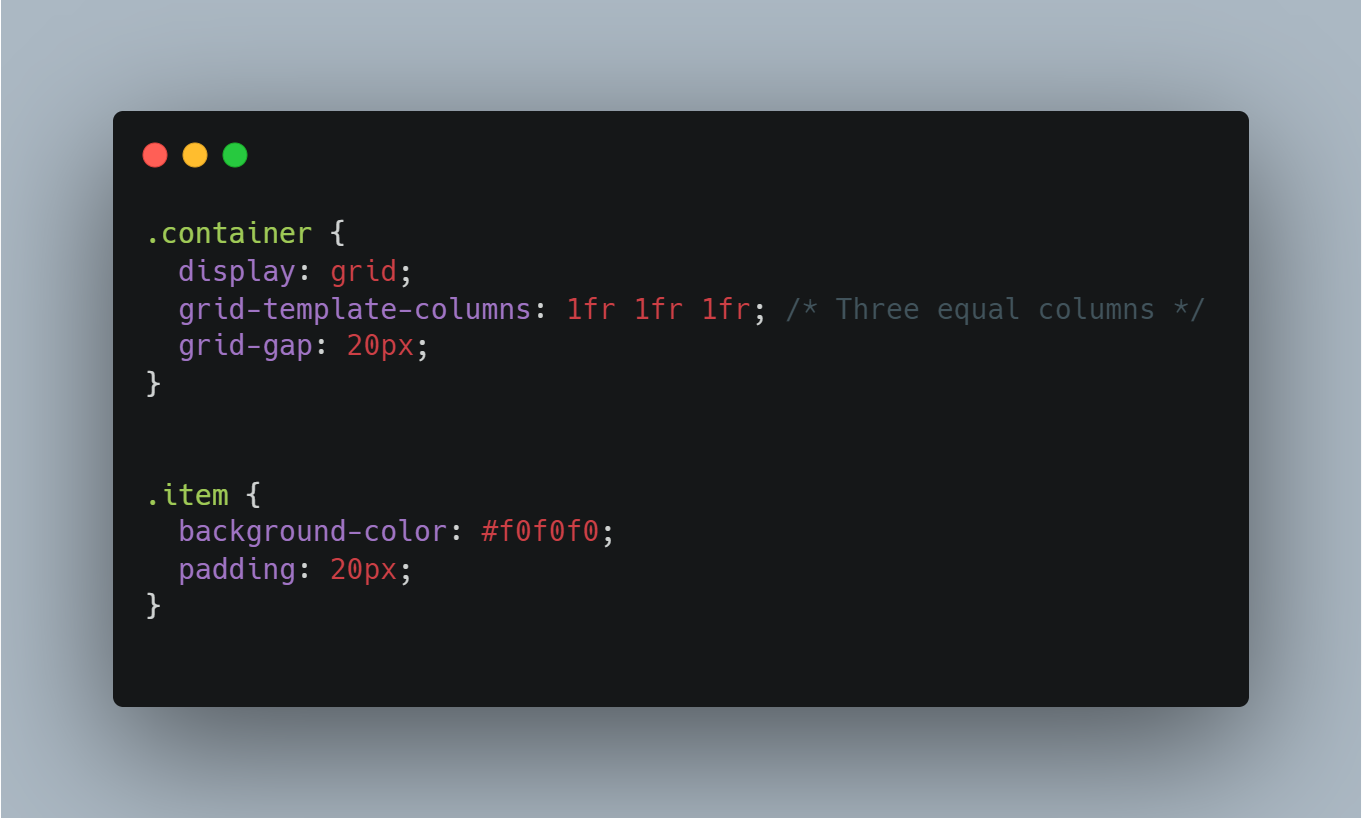 .container {
  display: grid;
  grid-template-columns: 1fr 1fr 1fr; /* Three equal columns */
  grid-gap: 20px;
}
.item {
  background-color: #f0f0f0;
  padding: 20px;
}